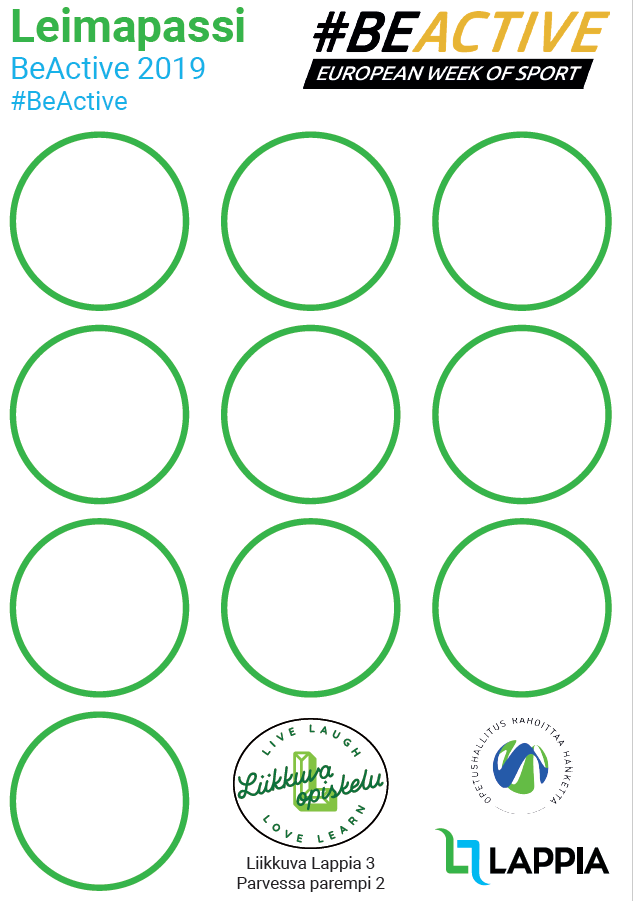 Leimapassi
BeActive 2019
#BeActive
#BEACTIVE
EUROPEAN WEEK OF SPORT
LIVE LAUGH
Liikkuva
opiskelu
LOVE LEARN
Liikkuva Lappia 3
Parvessa parempi 2
OPETUSHALLITUS RAHOITTAA HANKETTA
LAPPIA